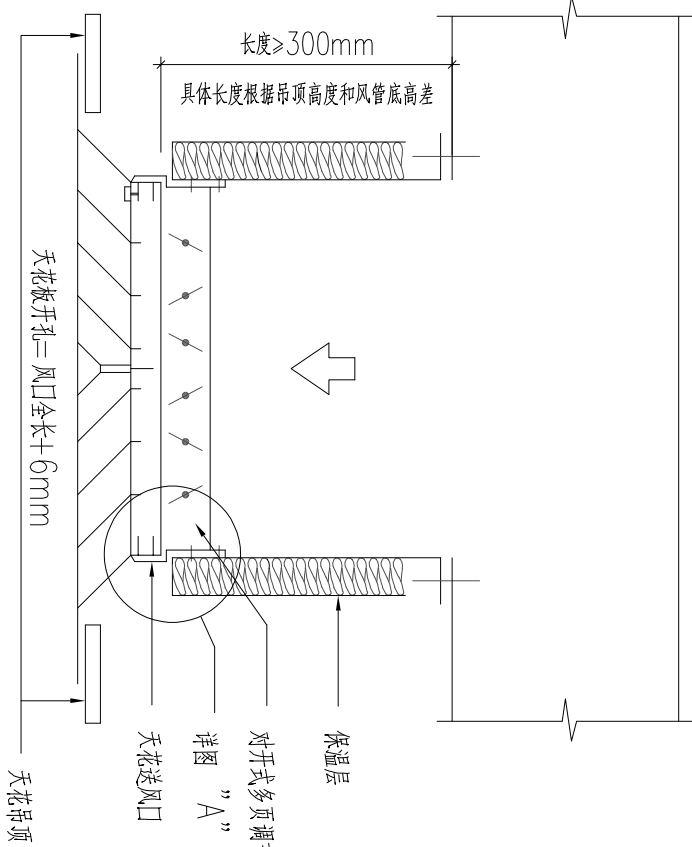 长度≥300mm
具体长度根据吊顶高度和风管底高差
天花板开孔= 风口全长+6mm
保温层
对开式多页调
详图 "A"
天花送风口
天花吊顶